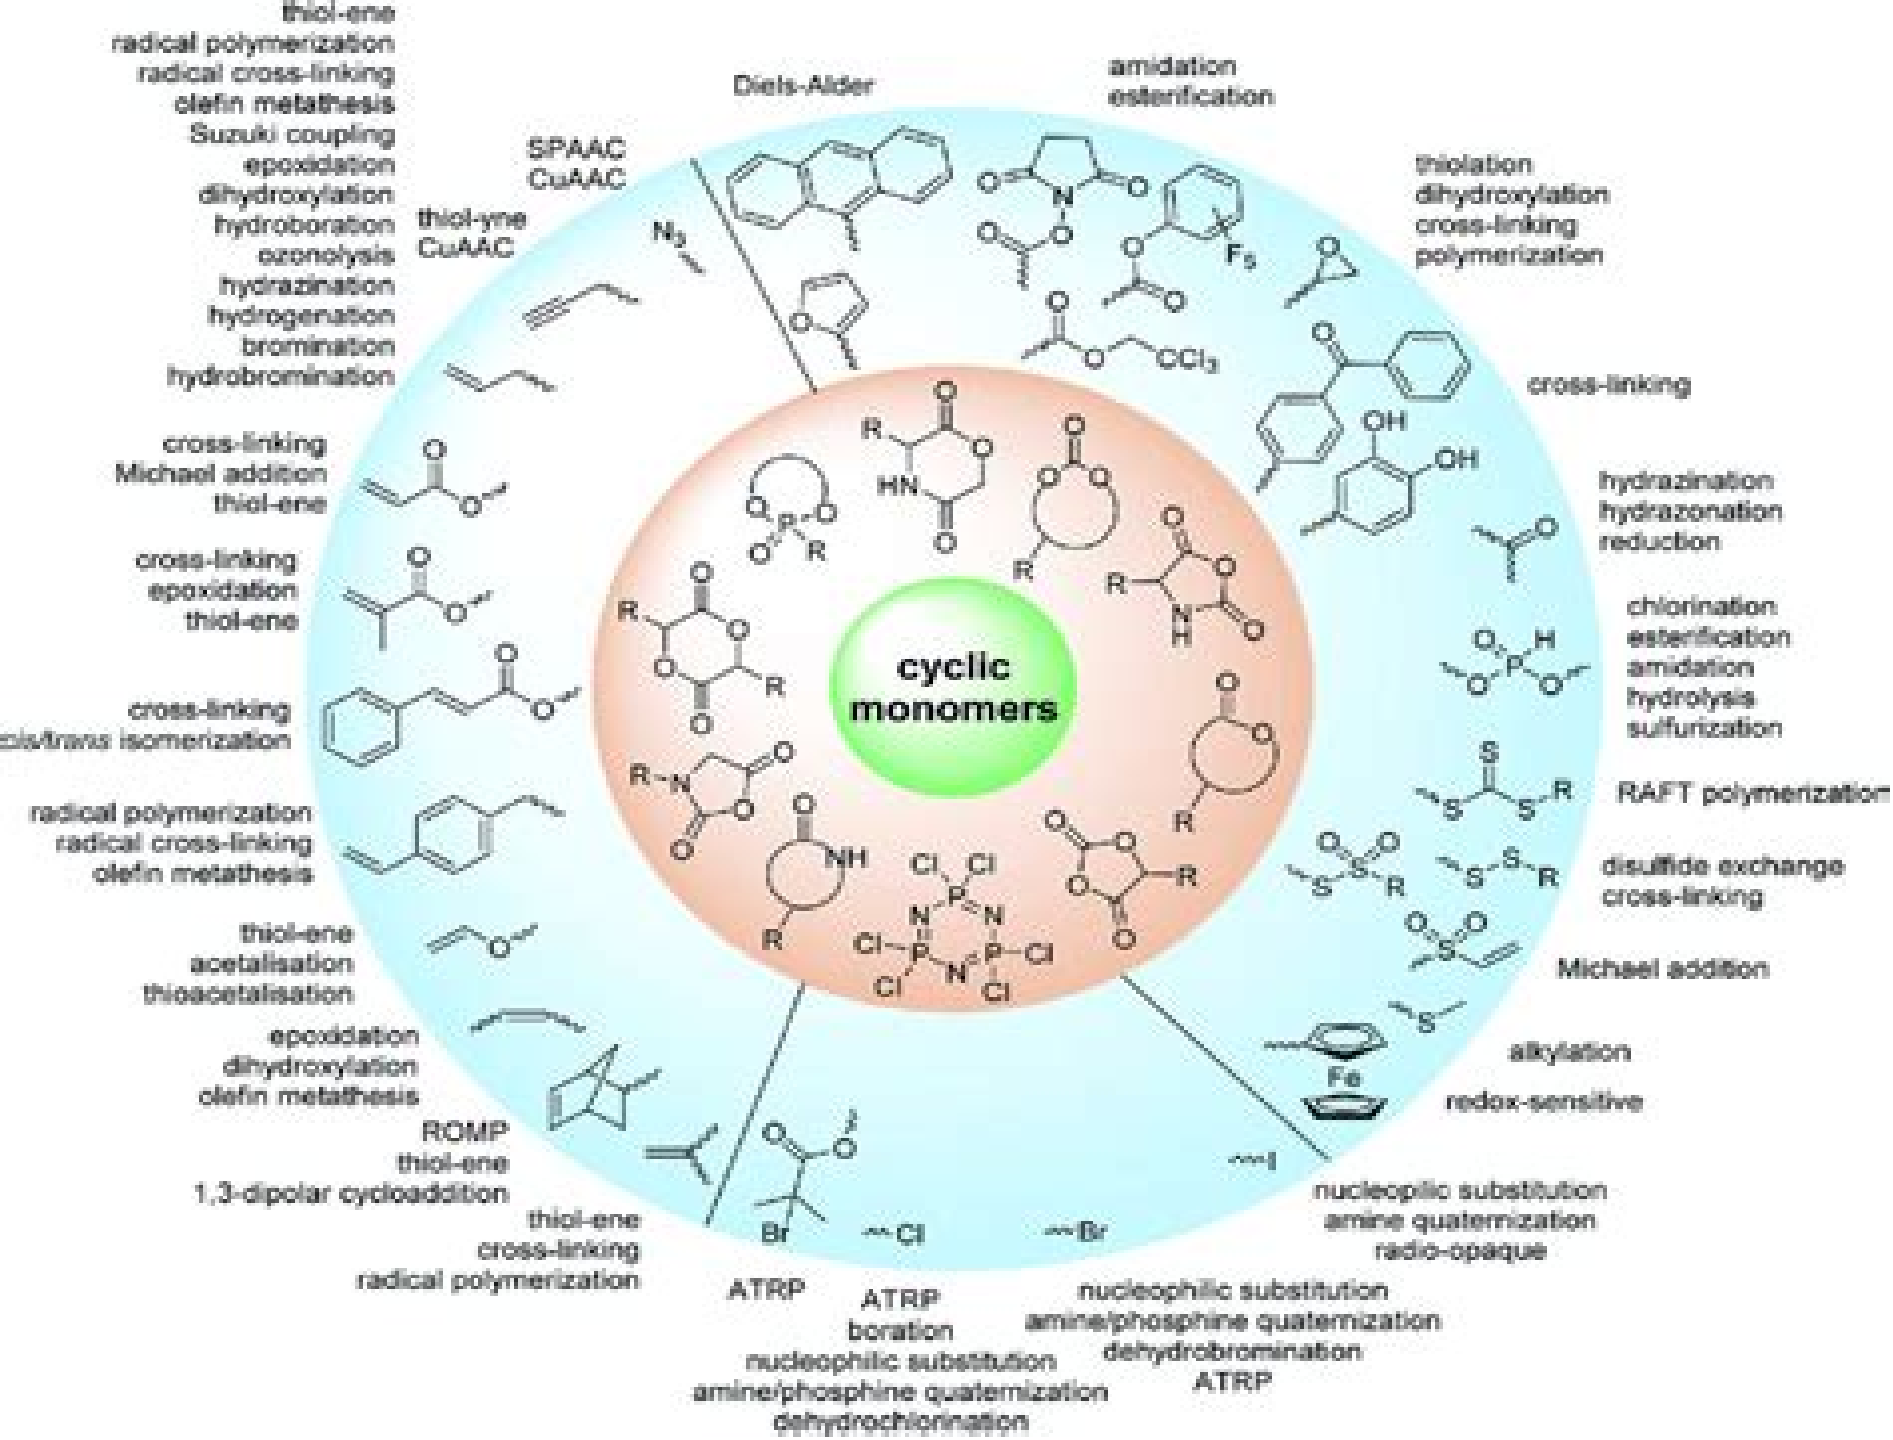 thiol-ene
radical polymerization
radical cross-linking
olefin metathesis
Suzuki coupling
epoxidation
dihydroxylation
hydroboration
ozonolysis
hydrazination
hydrogenation
bromination
hydrobromination
thiol-yne
CuAAC
SPAAC
CuAAC
Diels-Alder
amidation
esterification
thiolation
dihydroxylation
cross-linking
polymerization
cross-linking
hydrazination
hydrazonation
reduction
chlorination
esterification
amidation
hydrolysis
sulfurization
RAFT polymerization
disulfide exchange
cross-linking
Michael addition
alkylation
redox-sensitive
nucleopilic substitution
amine quaternization
radio-opaque
nucleophilic substitution
amine/phosphine quaternization
dehydrobromination
ATRP
ATRP
boration
nucleophilic substitution
amine/phosphine quaternization
dehydrochlorination
ATRP
cross-linking
Michael addition
thiol-ene
cross-linking
epoxidation
thiol-ene
cross-linking
cis/trans isomerization
radical polymerization
radical cross-linking
olefin metathesis
thiol-ene
acetalisation
thioacetalisation
epoxidation
dihydroxylation
olefin metathesis
ROMP
thiol-ene
1,3-dipolar cycloaddition
thiol-ene
cross-linking
radical polymerization
cyclic
monomers
N3
O
N
O
O
O
O
O
F5
O
O
CCl3
O
O
O
OH
OH
O
O
H
P
O
O
S
S
S
R
O
O
S
S
R
S
S
R
O
O
S
S
Fe
I
Br
Cl
O
O
Br
O
O
O
O
O
O
O
R
O
O
HN
O
O
O
O
R
O
O
P
O
R
O
O
R
N
H
O
O
O
R
O
O
R
O
O
R
O
O
R
O
O
R
N
O
O
O
O
NH
R
Cl
Cl
P
N
N
Cl
P
P
Cl
Cl
N
Cl